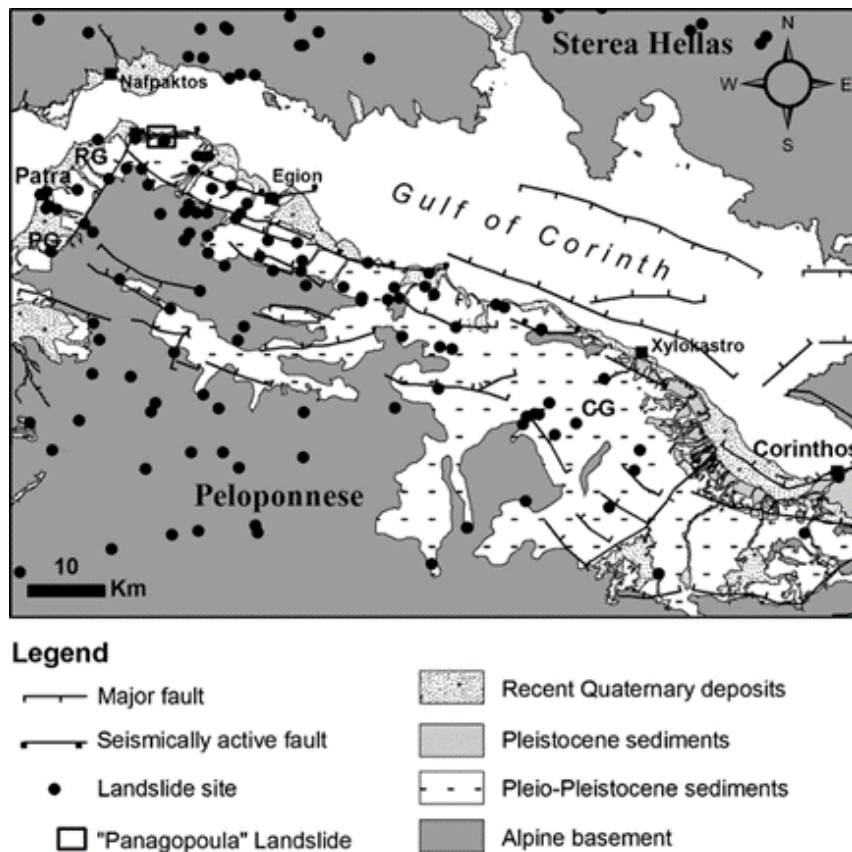 Sterea Hellas
N
W E
S
Nafpaktos
RG
Patra
Egion
PG
Gulf of Corinth
Xylokastro
CG
Corinthos
Peloponnese
10
Km
Legend
Major fault
Seismically active fault
Landslide site
"Panagopoula" Landslide
Recent Quaternary deposits
Pleistocene sediments
Pleio-Pleistocene sediments
Alpine basement